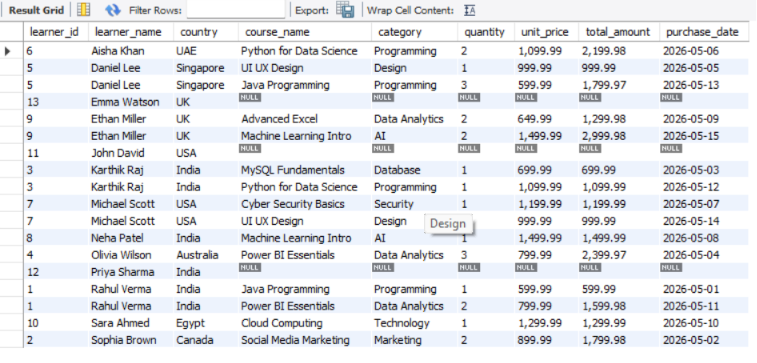 Result Grid Filter Rows: Export: Wrap Cell Content:
learner_id learner_name country course_name category quantity unit_price total_amount purchase_date
6 Aisha Khan UAE Python for Data Science Programming 2 1,099.99 2,199.98 2026-05-06
5 Daniel Lee Singapore UI UX Design Design 1 999.99 999.99 2026-05-05
5 Daniel Lee Singapore Java Programming Programming 3 599.99 1,799.97 2026-05-13
13 Emma Watson UK NULL NULL NULL NULL NULL NULL
9 Ethan Miller UK Advanced Excel Data Analytics 2 649.99 1,299.98 2026-05-09
9 Ethan Miller UK Machine Learning Intro AI 2 1,499.99 2,999.98 2026-05-15
11 John David USA NULL NULL NULL NULL NULL NULL
3 Karthik Raj India MySQL Fundamentals Database 1 699.99 699.99 2026-05-03
3 Karthik Raj India Python for Data Science Programming 1 1,099.99 1,099.99 2026-05-12
7 Michael Scott USA Cyber Security Basics Security 1 1,199.99 1,199.99 2026-05-07
7 Michael Scott USA UI UX Design Design Design 999.99 999.99 2026-05-14
8 Neha Patel India Machine Learning Intro AI 1 1,499.99 1,499.99 2026-05-08
4 Olivia Wilson Australia Power BI Essentials Data Analytics 3 799.99 2,399.97 2026-05-04
12 Priya Sharma India NULL NULL NULL NULL NULL NULL
1 Rahul Verma India Java Programming Programming 1 599.99 599.99 2026-05-01
1 Rahul Verma India Power BI Essentials Data Analytics 2 799.99 1,599.98 2026-05-11
10 Sara Ahmed Egypt Cloud Computing Technology 1 1,299.99 1,299.99 2026-05-10
2 Sophia Brown Canada Social Media Marketing Marketing 2 899.99 1,799.98 2026-05-02